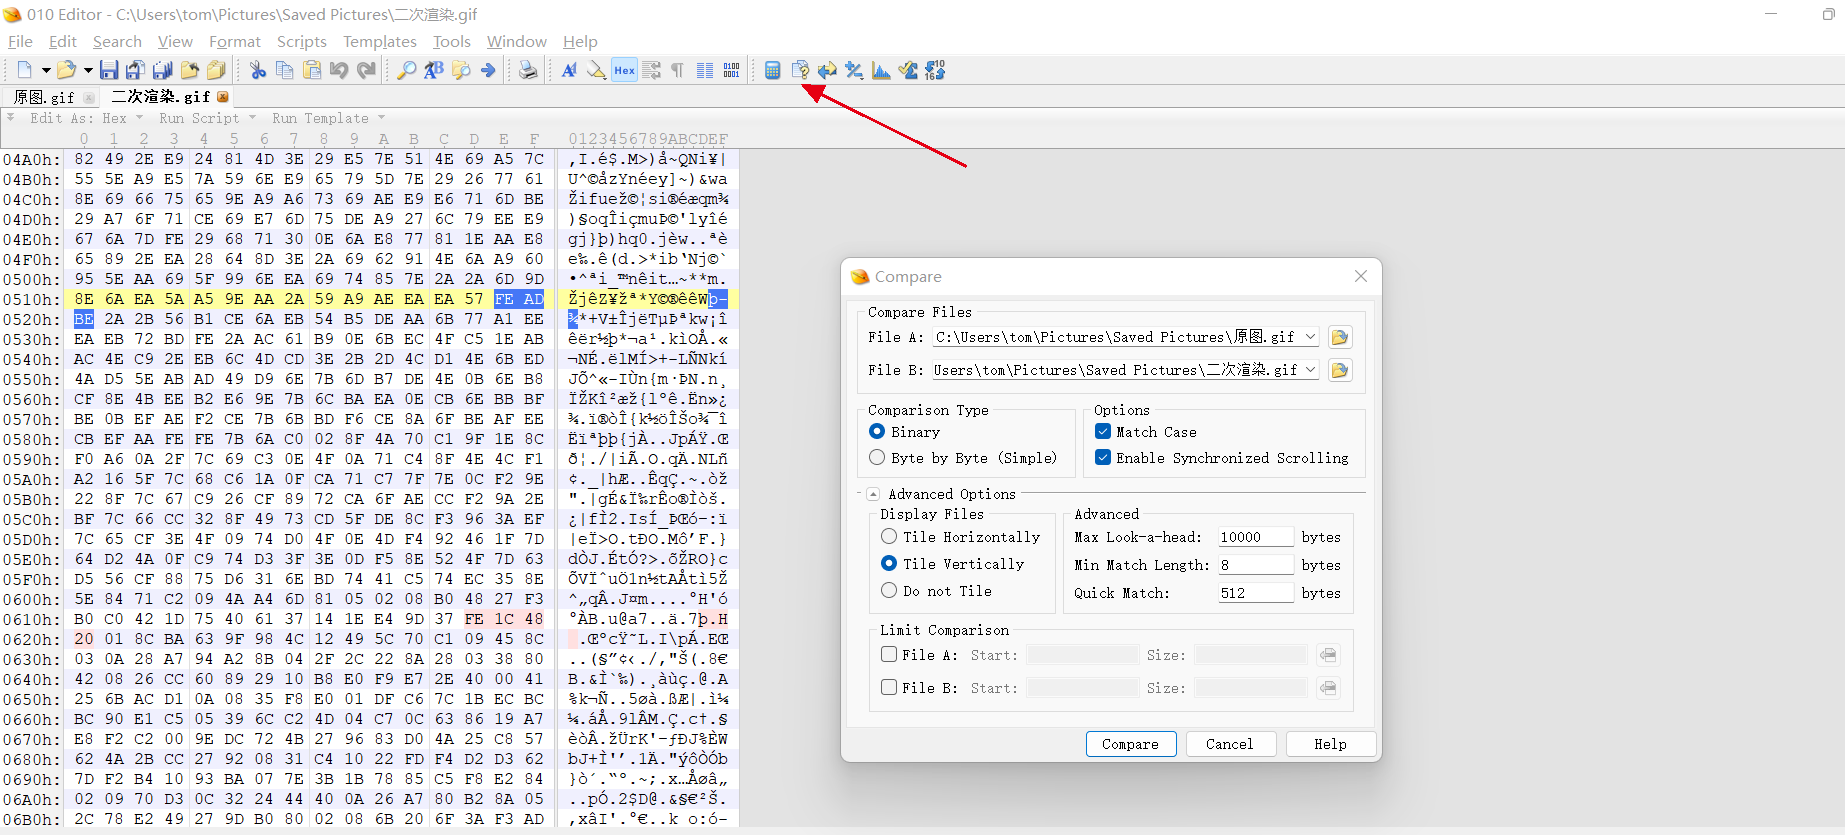 010 Editor - C:\Users\tom\Pictures\Saved Pictures\二次渲染.gif
File Edit Search View Format Scripts Templates Tools Window Help
原图.gif 二次渲染.gif
Edit As: Hex Run Script Run Template
0 1 2 3 4 5 6 7 8 9 A B C D E F 0123456789ABCDEF
04A0h: 82 49 2E E9 24 81 4D 3E 29 E5 7E 51 4E 69 A5 7C ‚I.é$.M>)å~QNi¥|
04B0h: 55 5E A9 E5 7A 59 6E E9 65 79 5D 7E 29 26 77 61 U^©åzYnéey]~)&wa
04C0h: 8E 69 66 75 65 9E A9 A6 73 69 AE E9 E6 71 6D BE Žifuež©¦si®éæqm¾
04D0h: 29 A7 6F 71 CE 69 E7 6D 75 DE A9 27 6C 79 EE E9 )§oqÎiçmuÞ©'lyîé
04E0h: 67 6A 7D FE 29 68 71 30 0E 6A E8 77 81 1E AA E8 gj}þ)hq0.jèw..ªè
04F0h: 65 89 2E EA 28 64 8D 3E 2A 69 62 91 4E 6A A9 60 e‰.ê(d.>*ib‘Nj©`
0500h: 95 5E AA 69 5F 99 6E EA 69 74 85 7E 2A 2A 6D 9D •^ªi_™nêit…~**m.
0510h: 8E 6A EA 5A A5 9E AA 2A 59 A9 AE EA EA 57 FE AD ŽjêZ¥žª*Y©®êêWþ-
0520h: BE 2A 2B 56 B1 CE 6A EB 54 B5 DE AA 6B 77 A1 EE ¾*+V±ÎjëTµÞªkw¡î
0530h: EA EB 72 BD FE 2A AC 61 B9 0E 6B EC 4F C5 1E AB êër½þ*¬a¹.kìOÅ.«
0540h: AC 4E C9 2E EB 6C 4D CD 3E 2B 2D 4C D1 4E 6B ED ¬NÉ.ëlMÍ>+-LÑNkí
0550h: 4A D5 5E AB AD 49 D9 6E 7B 6D B7 DE 4E 0B 6E B8 JÕ^«-IÙn{m·ÞN.n¸
0560h: CF 8E 4B EE B2 E6 9E 7B 6C BA EA 0E CB 6E BB BF ÏŽKî²æž{lºê.Ën»¿
0570h: BE 0B EF AE F2 CE 7B 6B BD F6 CE 8A 6F BE AF EE ¾.ï®òÎ{k½öÎŠo¾¯î
0580h: CB EF AA FE FE 7B 6A C0 02 8F 4A 70 C1 9F 1E 8C Ëïªþþ{jÀ..JpÁŸ.Œ
0590h: F0 A6 0A 2F 7C 69 C3 0E 4F 0A 71 C4 8F 4E 4C F1 ð¦./|iÃ.O.qÄ.NLñ
05A0h: A2 16 5F 7C 68 C6 1A 0F CA 71 C7 7F 7E 0C F2 9E ¢._|hÆ..ÊqÇ.~.òž
05B0h: 22 8F 7C 67 C9 26 CF 89 72 CA 6F AE CC F2 9A 2E ".|gÉ&Ï‰rÊo®Ìòš.
05C0h: BF 7C 66 CC 32 8F 49 73 CD 5F DE 8C F3 96 3A EF ¿|fÌ2.IsÍ_ÞŒó–:ï
05D0h: 7C 65 CF 3E 4F 09 74 D0 4F 0E 4D F4 92 46 1F 7D |eÏ>O.tÐO.Mô’F.}
05E0h: 64 D2 4A 0F C9 74 D3 3F 3E 0D F5 8E 52 4F 7D 63 dÒJ.ÉtÓ?>.õŽRO}c
05F0h: D5 56 CF 88 75 D6 31 6E BD 74 41 C5 74 EC 35 8E ÕVÏˆuÖ1n½tAÅtì5Ž
0600h: 5E 84 71 C2 09 4A A4 6D 81 05 02 08 B0 48 27 F3 ^„qÂ.J¤m....°H'ó
0610h: B0 C0 42 1D 75 40 61 37 14 1E E4 9D 37 FE 1C 48 °ÀB.u@a7..ä.7þ.H
0620h: 20 01 8C BA 63 9F 98 4C 12 49 5C 70 C1 09 45 8C .ŒºcŸ˜L.I\pÁ.EŒ
0630h: 03 0A 28 A7 94 A2 8B 04 2F 2C 22 8A 28 03 38 80 ..(§”¢‹./,"Š(.8€
0640h: 42 08 26 CC 60 89 29 10 B8 E0 F9 E7 2E 40 00 41 B.&Ì`‰).¸àùç.@.A
0650h: 25 6B AC D1 0A 08 35 F8 E0 01 DF C6 7C 1B EC BC %k¬Ñ..5øà.ßÆ|.ì¼
0660h: BC 90 E1 C5 05 39 6C C2 4D 04 C7 0C 63 86 19 A7 ¼.áÅ.9lÂM.Ç.c†.§
0670h: E8 F2 C2 00 9E DC 72 4B 27 96 83 D0 4A 25 C8 57 èòÂ.žÜrK'–ƒÐJ%ÈW
0680h: 62 4A 2B CC 27 92 08 31 C4 10 22 FD F4 D2 D3 62 bJ+Ì'’.1Ä."ýôÒÓb
0690h: 7D F2 B4 10 93 BA 07 7E 3B 1B 78 85 C5 F8 E2 84 }ò´.“º.~;.x…Åøâ„
06A0h: 02 09 70 D3 0C 32 24 44 40 0A 26 A7 80 B2 8A 05 ..pÓ.2$D@.&§€²Š.
06B0h: 2C 78 E2 49 27 9D B0 80 02 08 6B 20 6F 3A F3 AD ,xâI'.°€..k o:ó-
Compare
Compare Files
File A: C:\Users\tom\Pictures\Saved Pictures\原图.gif
File B: Users\tom\Pictures\Saved Pictures\二次渲染.gif
Comparison Type Options
Binary Match Case
Byte by Byte (Simple) Enable Synchronized Scrolling
Advanced Options
Display Files Advanced
Tile Horizontally Max Look-a-head: 10000 bytes
Tile Vertically Min Match Length: 8 bytes
Do not Tile Quick Match: 512 bytes
Limit Comparison
File A: Start: Size:
File B: Start: Size:
Compare Cancel Help